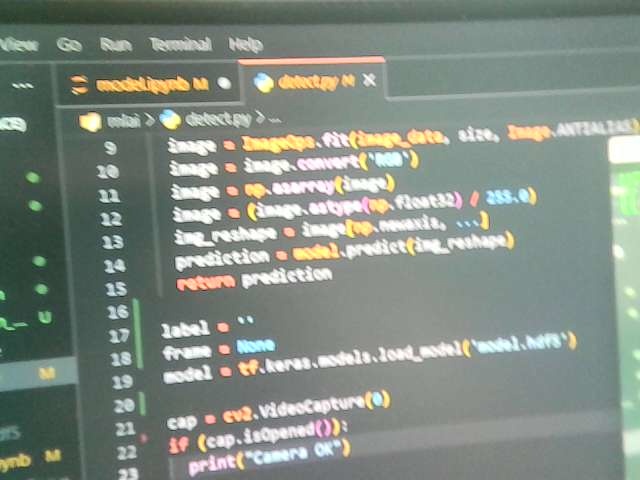 View Go Run Terminal Help
... model.ipynb M detect.py M ×
mlai > detect.py > ...
9 image = ImageOps.fit(image_data, size, Image.ANTIALIAS)
10 image = image.convert('RGB')
11 image = np.asarray(image)
12 image = (image.astype(np.float32) / 255.0)
13 img_reshape = image[np.newaxis, ...]
14 prediction = model.predict(img_reshape)
15 return prediction
16
17 label = ''
18 frame = None
19 model = tf.keras.models.load_model('model.hdf5')
20
21 cap = cv2.VideoCapture(0)
22 if (cap.isOpened()):
23 print("Camera OK")
U
M
ynb M